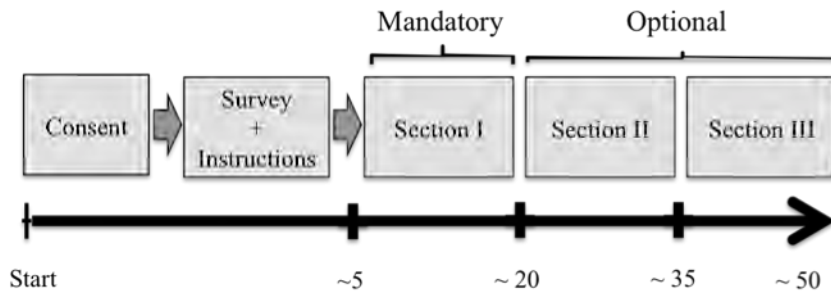 Mandatory
Optional
Consent
Survey
+
Instructions
Section I
Section II
Section III
Start
~5
~ 20
~ 35
~ 50